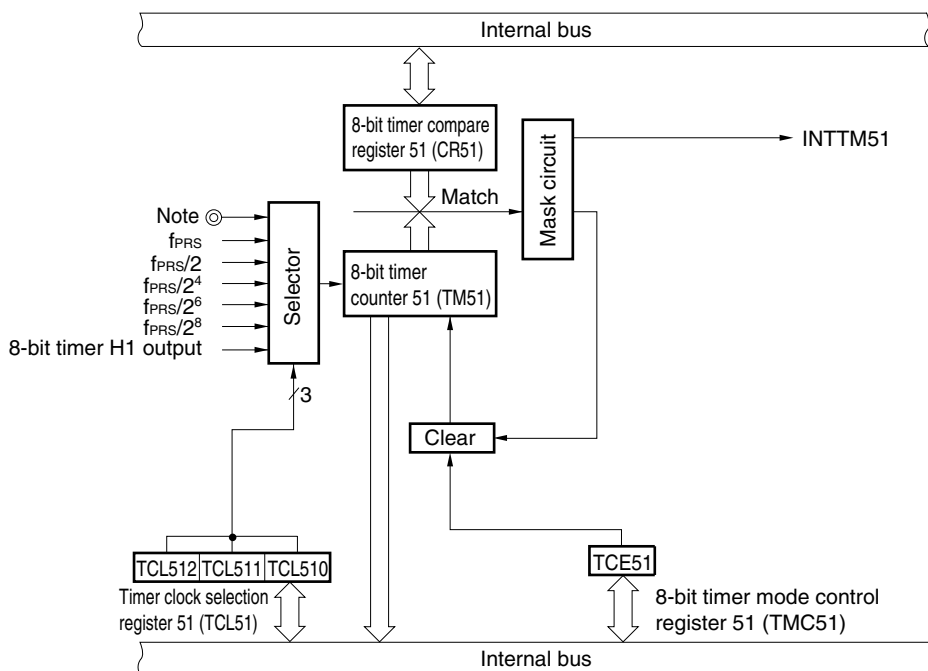 Internal bus
8-bit timer compare
register 51 (CR51)
Mask circuit
INTTM51
Match
Note
fPRS
fPRS/2
fPRS/2⁴
fPRS/2⁶
fPRS/2⁸
8-bit timer H1 output
Selector
8-bit timer
counter 51 (TM51)
3
Clear
TCL512 TCL511 TCL510
Timer clock selection
register 51 (TCL51)
TCE51
8-bit timer mode control
register 51 (TMC51)
Internal bus